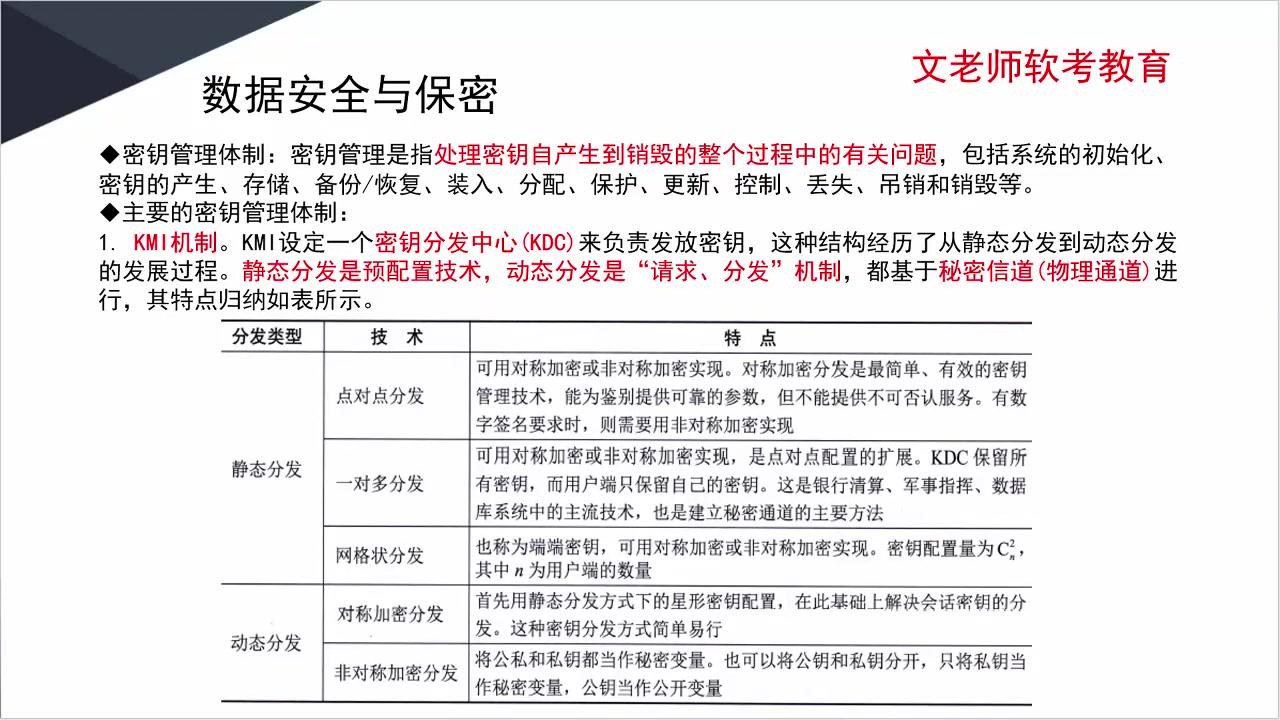 文老师软考教育
数据安全与保密
◆密钥管理体制：密钥管理是指处理密钥自产生到销毁的整个过程中的有关问题，包括系统的初始化、
密钥的产生、存储、备份/恢复、装入、分配、保护、更新、控制、丢失、吊销和销毁等。
◆主要的密钥管理体制：
1. KMI机制。KMI设定一个密钥分发中心(KDC)来负责发放密钥，这种结构经历了从静态分发到动态分发
的发展过程。静态分发是预配置技术，动态分发是“请求、分发”机制，都基于秘密信道(物理通道)进
行，其特点归纳如表所示。
分发类型 技 术 特 点
静态分发
点对点分发
可用对称加密或非对称加密实现。对称加密分发是最简单、有效的密钥
管理技术，能为鉴别提供可靠的参数，但不能提供不可否认服务。有数
字签名要求时，则需要用非对称加密实现
一对多分发
可用对称加密或非对称加密实现，是点对点配置的扩展。KDC 保留所
有密钥，而用户端只保留自己的密钥。这是银行清算、军事指挥、数据
库系统中的主流技术，也是建立秘密通道的主要方法
网格状分发
也称为端端密钥，可用对称加密或非对称加密实现。密钥配置量为 C²ₙ，
其中 n 为用户端的数量
动态分发
对称加密分发
首先用静态分发方式下的星形密钥配置，在此基础上解决会话密钥的分
发。这种密钥分发方式简单易行
非对称加密分发
将公私和私钥都当作秘密变量。也可以将公钥和私钥分开，只将私钥当
作秘密变量，公钥当作公开变量